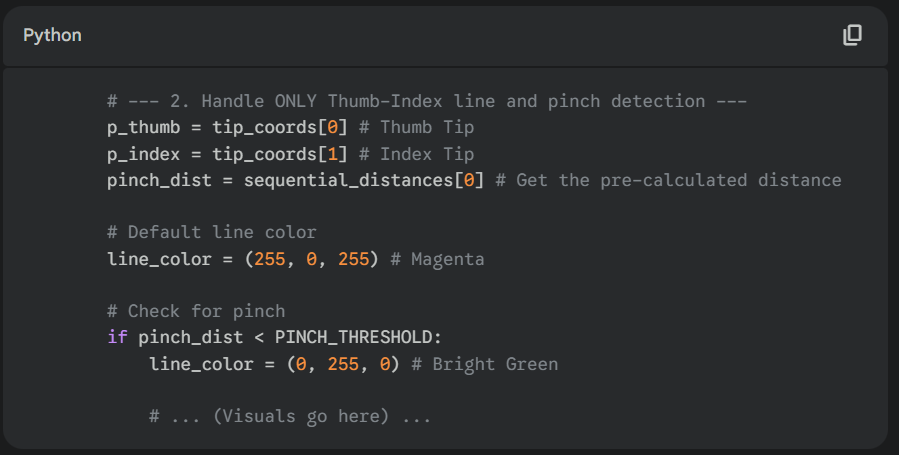 Python
# --- 2. Handle ONLY Thumb-Index line and pinch detection ---
p_thumb = tip_coords[0] # Thumb Tip
p_index = tip_coords[1] # Index Tip
pinch_dist = sequential_distances[0] # Get the pre-calculated distance
# Default line color
line_color = (255, 0, 255) # Magenta
# Check for pinch
if pinch_dist < PINCH_THRESHOLD:
line_color = (0, 255, 0) # Bright Green
# ... (Visuals go here) ...